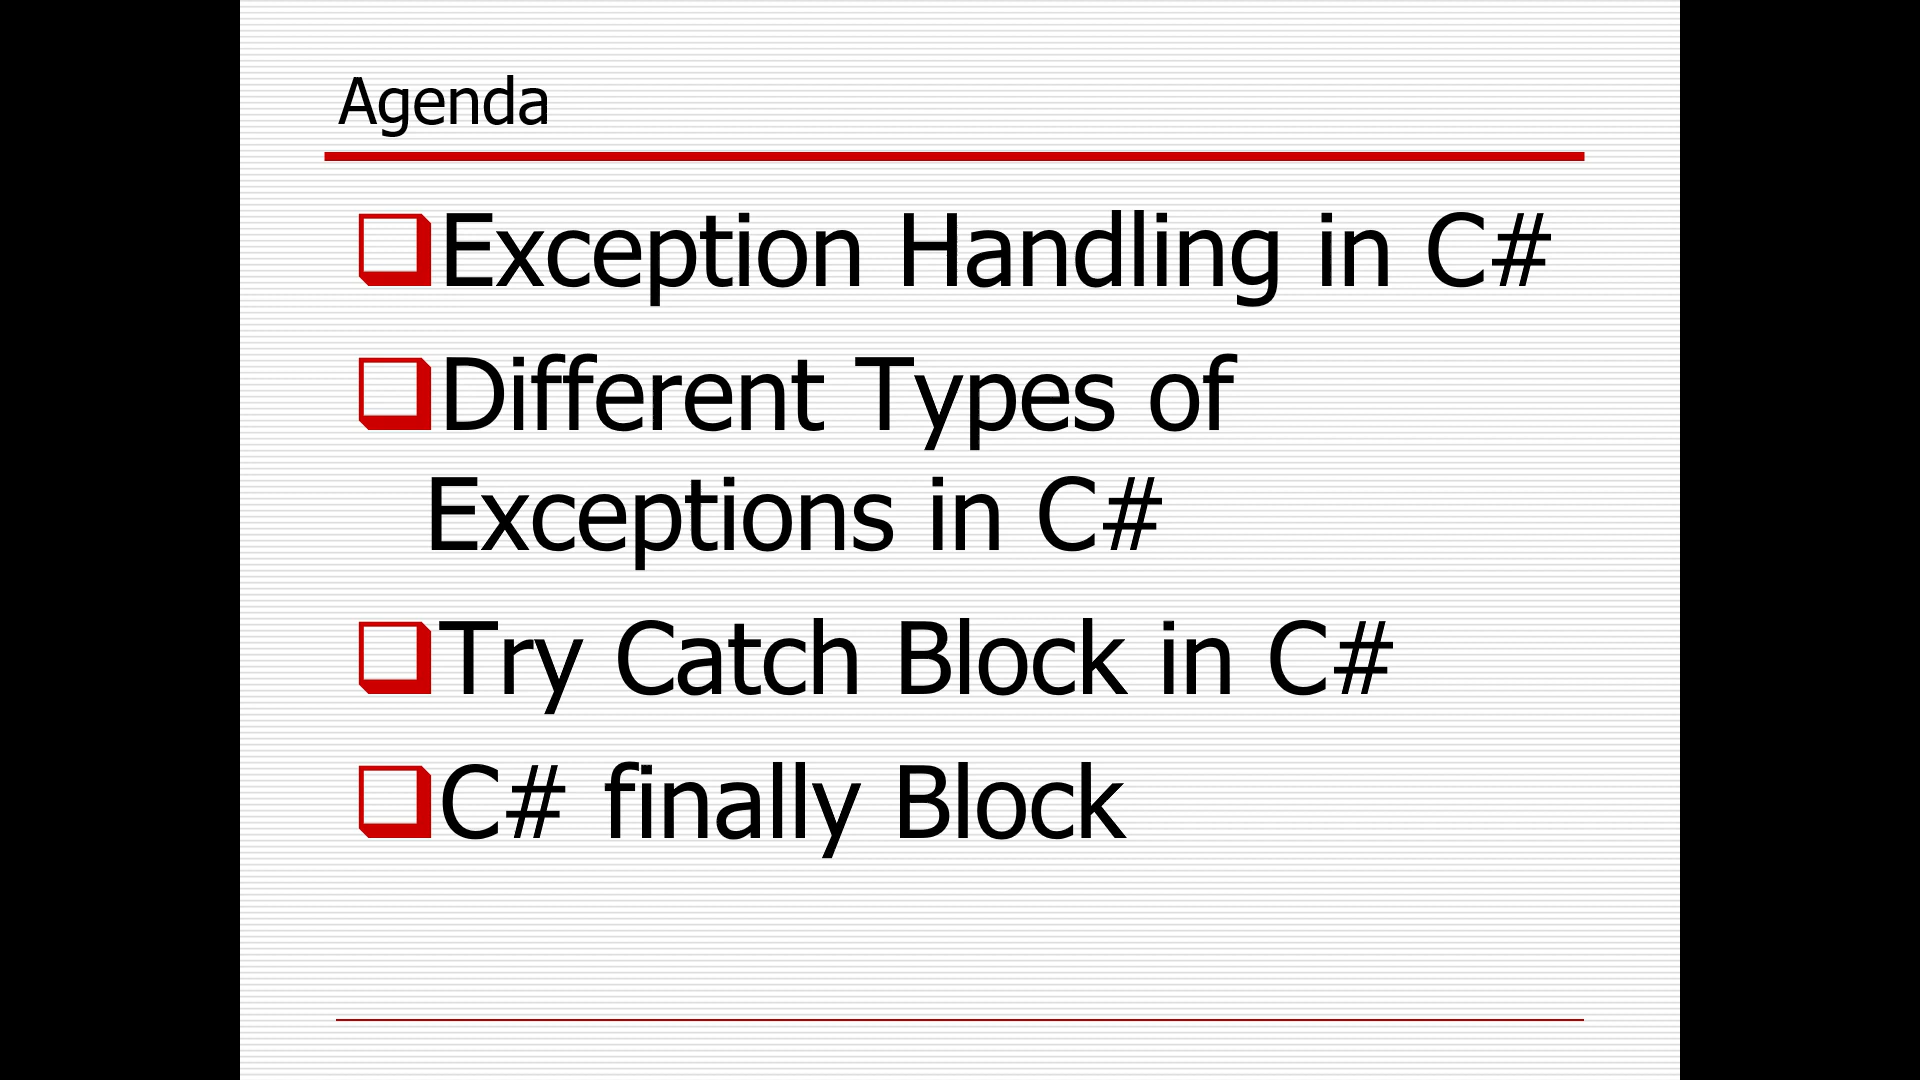 Agenda
Exception Handling in C#
Different Types of
Exceptions in C#
Try Catch Block in C#
C# finally Block